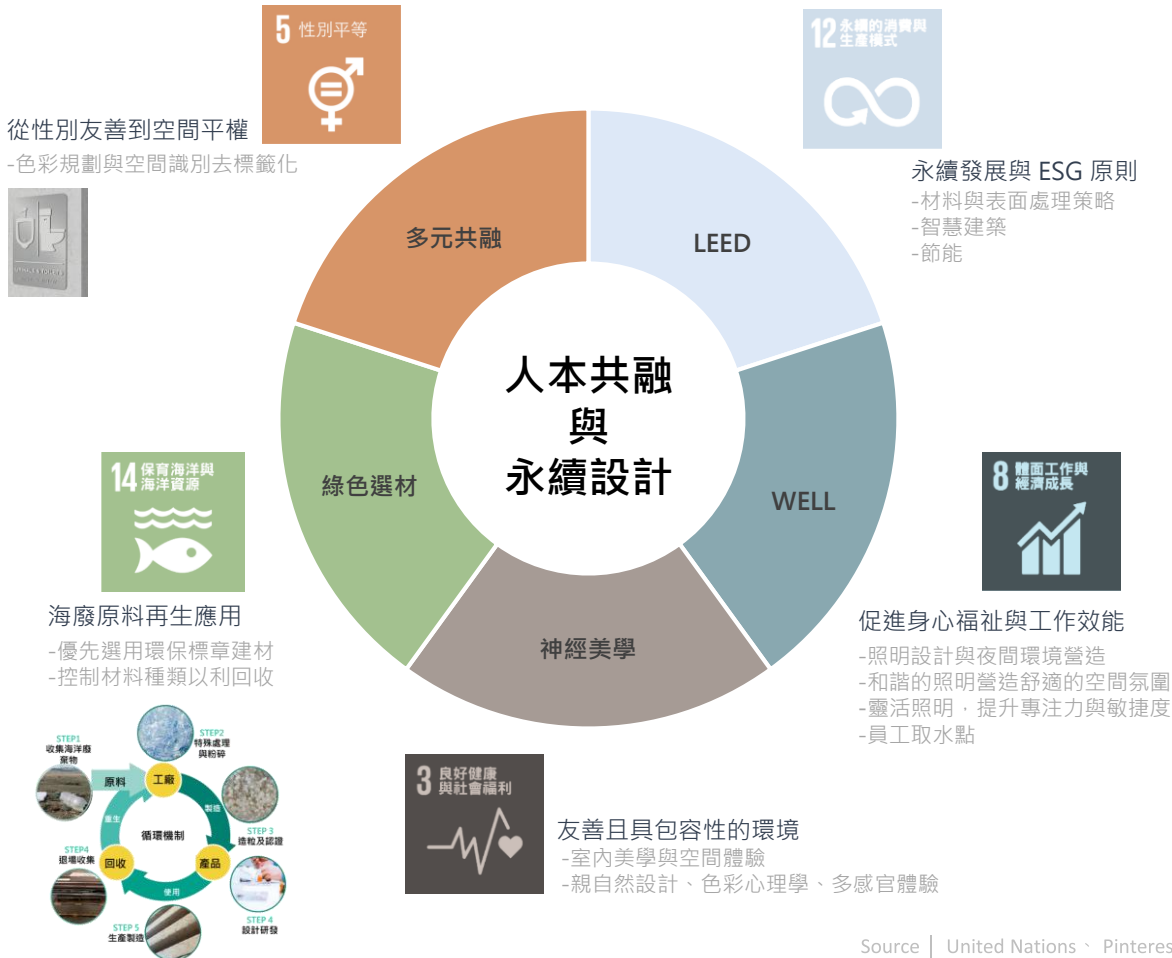 5 性別平等
從性別友善到空間平權
-色彩規劃與空間識別去標籤化
12 永續的消費與
生產模式
永續發展與 ESG 原則
-材料與表面處理策略
-智慧建築
-節能
多元共融
LEED
綠色選材
WELL
神經美學
人本共融
與
永續設計
14 保育海洋與
海洋資源
海廢原料再生應用
-優先選用環保標章建材
-控制材料種類以利回收
8 體面工作與
經濟成長
促進身心福祉與工作效能
-照明設計與夜間環境營造
-和諧的照明營造舒適的空間氛圍
-靈活照明，提升專注力與敏捷度
-員工取水點
STEP1
收集海洋廢
棄物
STEP2
特殊處理
與粉碎
原料
工廠
製造
重生
循環機制
STEP 3
造粒及認證
STEP4
退場收集
回收
產品
使用
STEP 4
設計研發
STEP 5
生產製造
3 良好健康
與社會福利
友善且具包容性的環境
-室內美學與空間體驗
-親自然設計、色彩心理學、多感官體驗
Source│ United Nations、 Pinteres